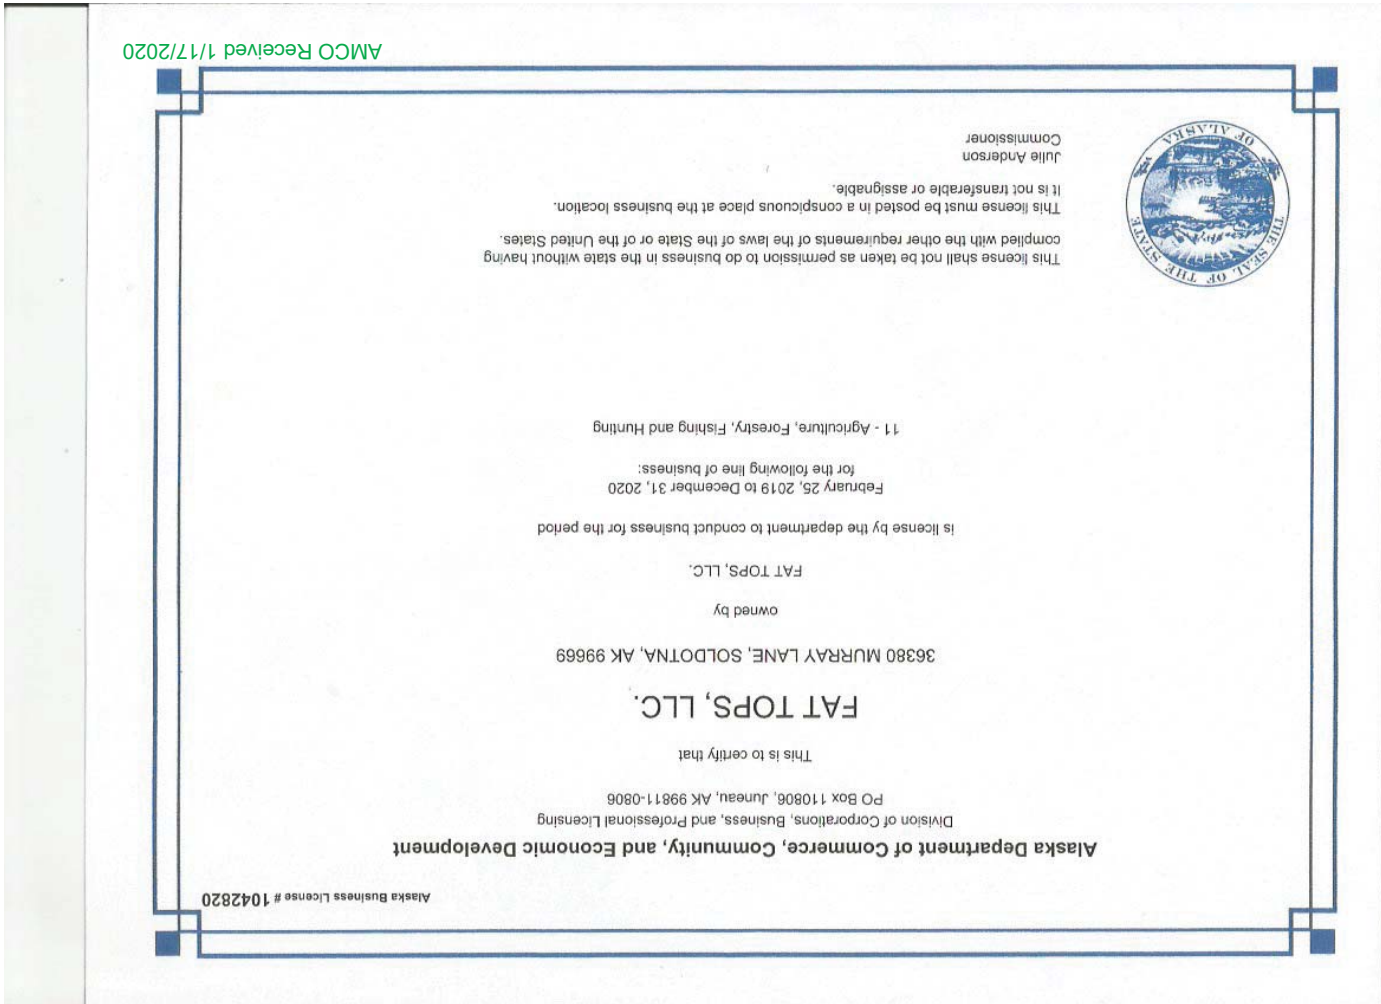 Alaska Business License # 1042820
Alaska Department of Commerce, Community, and Economic Development
Division of Corporations, Business, and Professional Licensing
PO Box 110806, Juneau, AK 99811-0806
This is to certify that
FAT TOPS, LLC.
36380 MURRAY LANE, SOLDOTNA, AK 99669
owned by
FAT TOPS, LLC.
is license by the department to conduct business for the period
February 25, 2019 to December 31, 2020
for the following line of business:
11 - Agriculture, Forestry, Fishing and Hunting
THE SEAL OF THE STATE
OF ALASKA
This license shall not be taken as permission to do business in the state without having
complied with the other requirements of the laws of the State or of the United States.
This license must be posted in a conspicuous place at the business location.
It is not transferable or assignable.
Julie Anderson
Commissioner
AMCO Received 1/17/2020